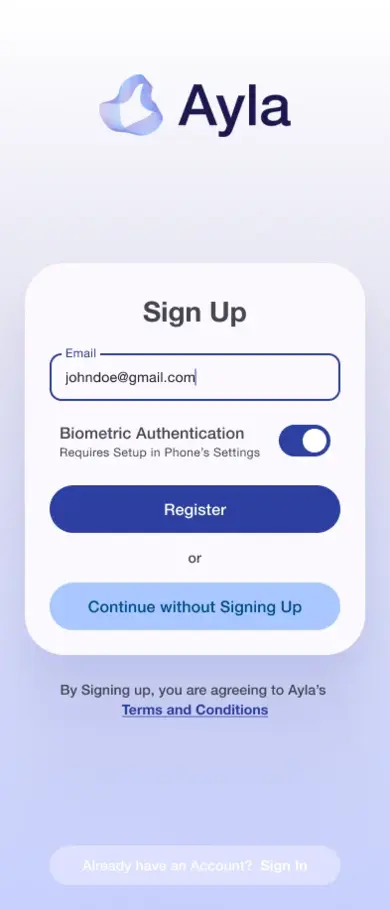 Ayla
Sign Up
Email
johndoe@gmail.com
Biometric Authentication
Requires Setup in Phone's Settings
Register
or
Continue without Signing Up
By Signing up, you are agreeing to Ayla's
Terms and Conditions
Already have an Account? Sign In